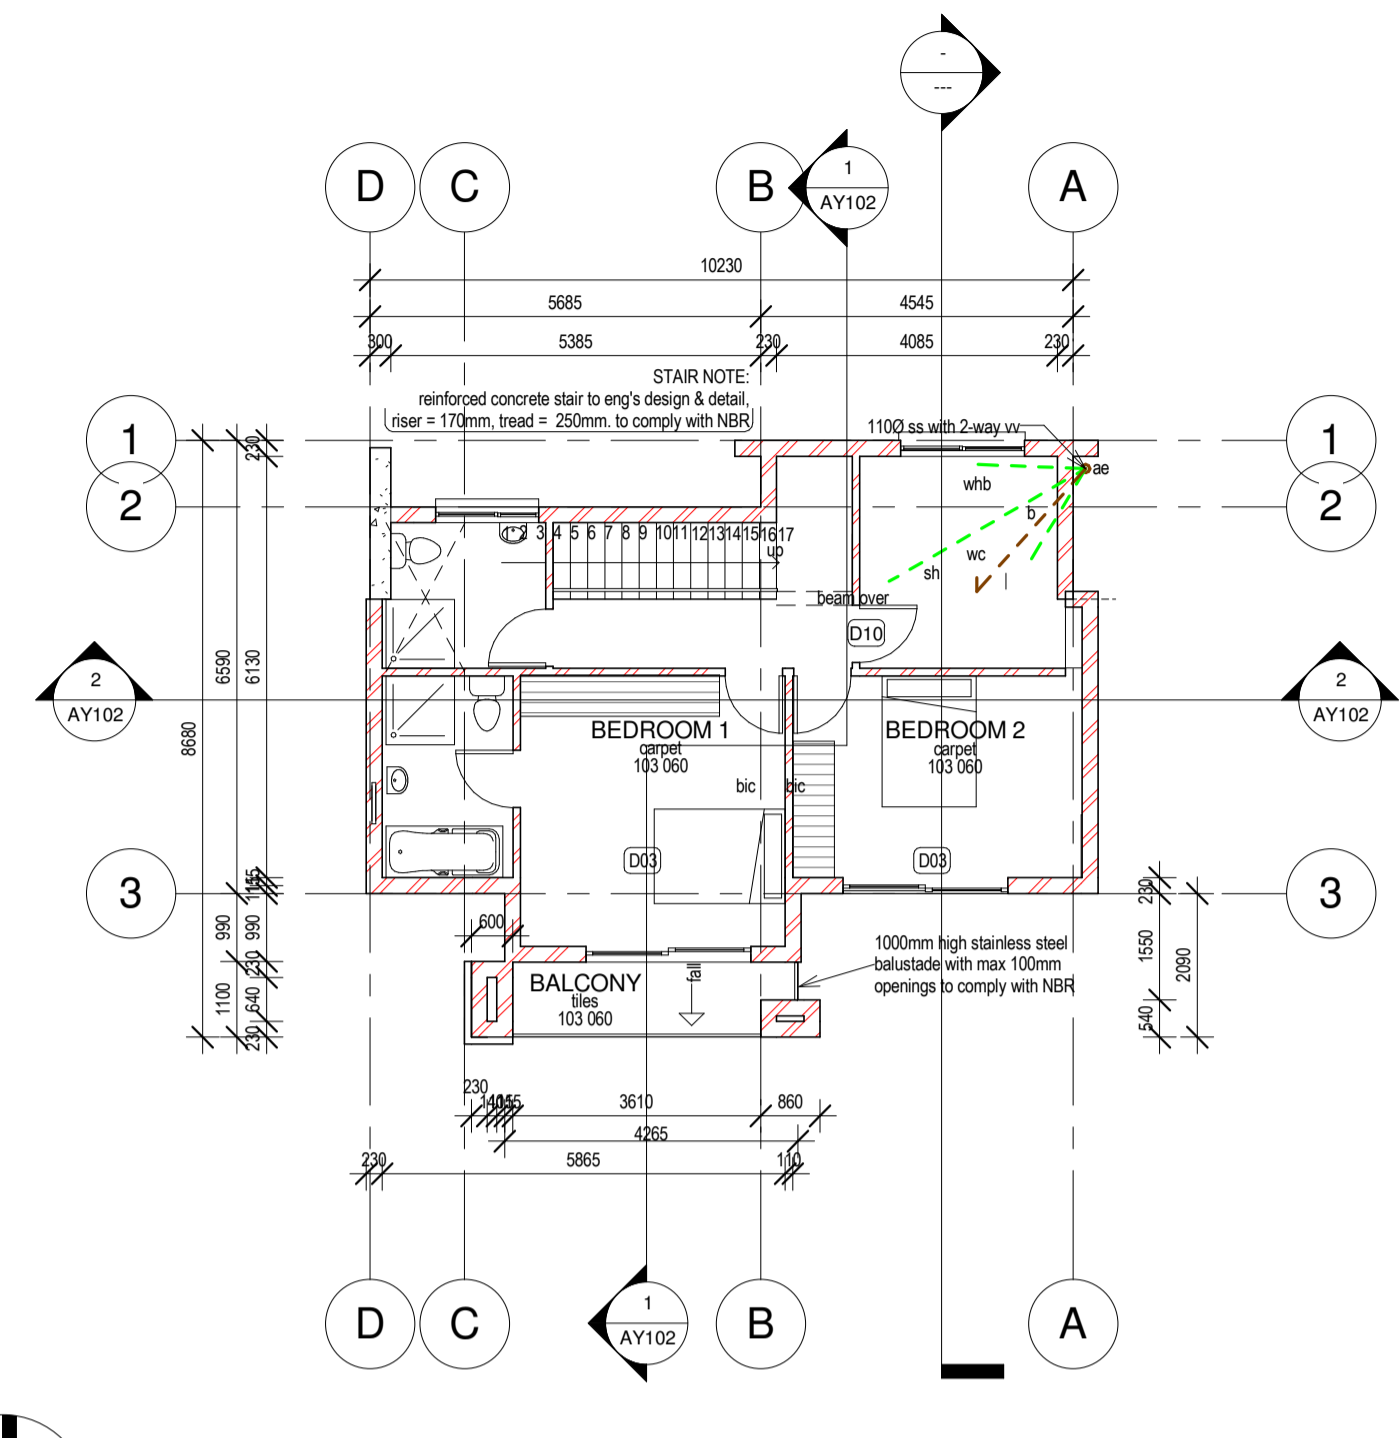 -
---
D
C
B
1
AY102
A
10230
5685
4545
300
5385
230
4085
230
STAIR NOTE:
reinforced concrete stair to eng's design & detail,
riser = 170mm, tread = 250mm. to comply with NBR
110Ø ss with 2-way vv
1
2
230
1
2
ae
whb
b
wc
sh
1 2 3 4 5 6 7 8 9 10 11 12 13 14 15 16 17
up
beam over
D10
6590
6130
8680
2
AY102
2
AY102
BEDROOM 1
carpet
103 060
BEDROOM 2
carpet
103 060
bic
bic
D03
D03
3
3
990
990
230
1100
640
230
600
230
1550
2090
540
1000mm high stainless steel
balustade with max 100mm
openings to comply with NBR
BALCONY
tiles
103 060
fall
230
3610
860
4265
230
5865
110
D
C
1
AY102
B
A